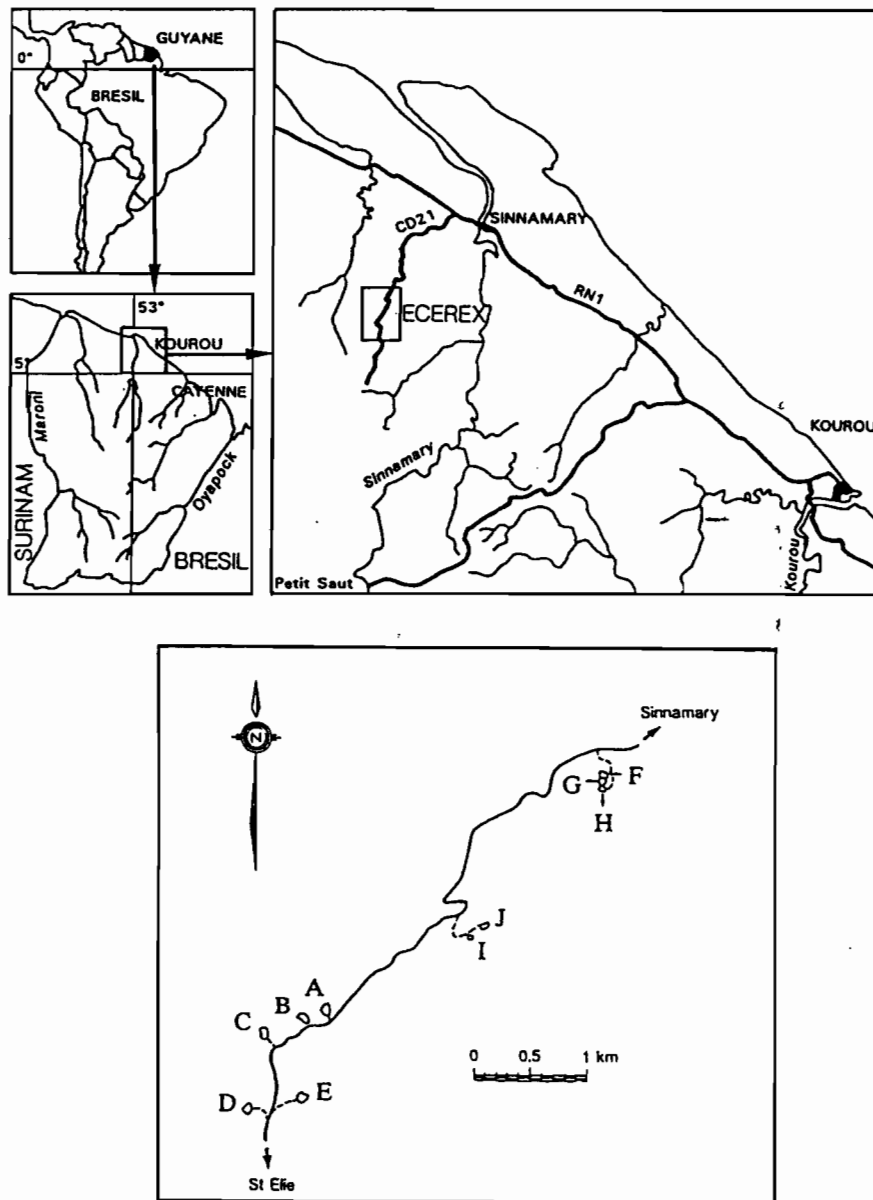 GUYANE
0°
BRESIL
53°
KOUROU
5°
CAYENNE
Maroni
Oyapock
SURINAM
BRESIL
SINNAMARY
CD21
RN1
ECEREX
KOUROU
Sinnamary
Kourou
Petit Saut
Sinnamary
N
F
G
H
J
I
A
B
C
0 0.5 1 km
E
D
St Elie